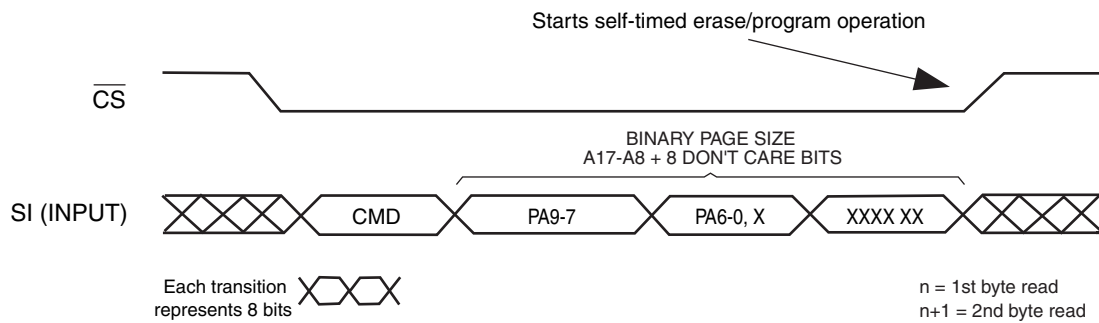 Starts self-timed erase/program operation
CS
BINARY PAGE SIZE
A17-A8 + 8 DON'T CARE BITS
SI (INPUT)
CMD
PA9-7
PA6-0, X
XXXX XX
Each transition
represents 8 bits
n = 1st byte read
n+1 = 2nd byte read